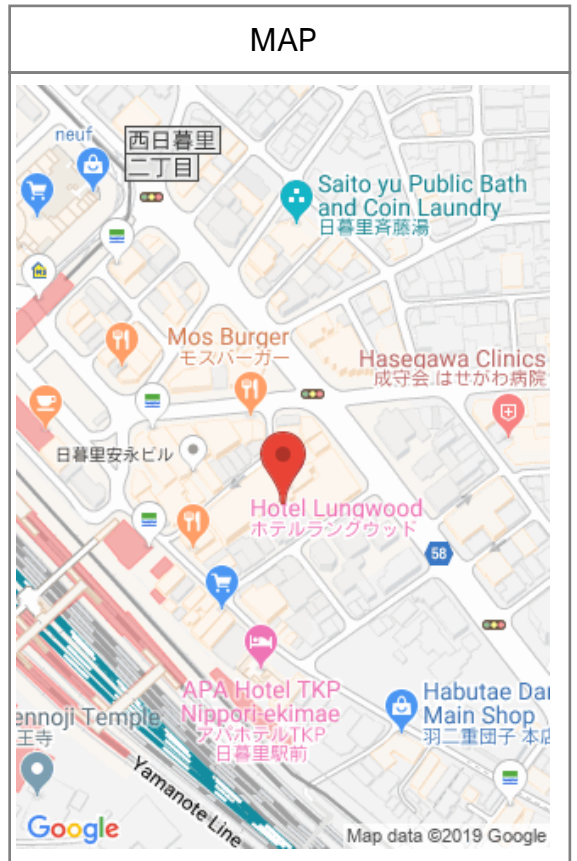 MAP
neuf
西日暮里
二丁目
Saito yu Public Bath
and Coin Laundry
日暮里斉藤湯
Mos Burger
モスバーガー
Hasegawa Clinics
成守会 はせがわ病院
日暮里安永ビル
Hotel Lungwood
ホテルラングウッド
58
APA Hotel TKP
Nippori-ekimae
アパホテルTKP
日暮里駅前
Habutae Da
Main Shop
羽二重団子 本店
ennoji Temple
王寺
Yamanote Line
Google
Map data ©2019 Google